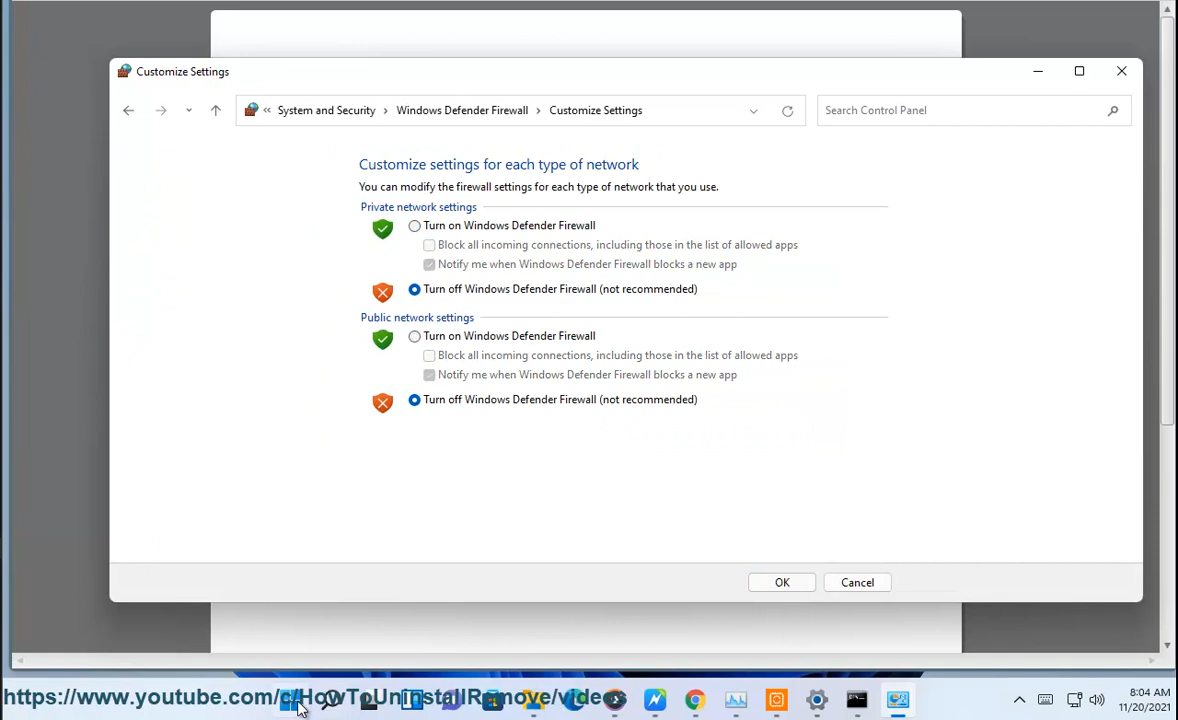 Customize Settings
« System and Security › Windows Defender Firewall › Customize Settings
Search Control Panel
Customize settings for each type of network
You can modify the firewall settings for each type of network that you use.
Private network settings
Turn on Windows Defender Firewall
Block all incoming connections, including those in the list of allowed apps
Notify me when Windows Defender Firewall blocks a new app
Turn off Windows Defender Firewall (not recommended)
Public network settings
Turn on Windows Defender Firewall
Block all incoming connections, including those in the list of allowed apps
Notify me when Windows Defender Firewall blocks a new app
Turn off Windows Defender Firewall (not recommended)
OK Cancel
https://www.youtube.com/c/HowToUninstallRemove/videos
8:04 AM
11/20/2021